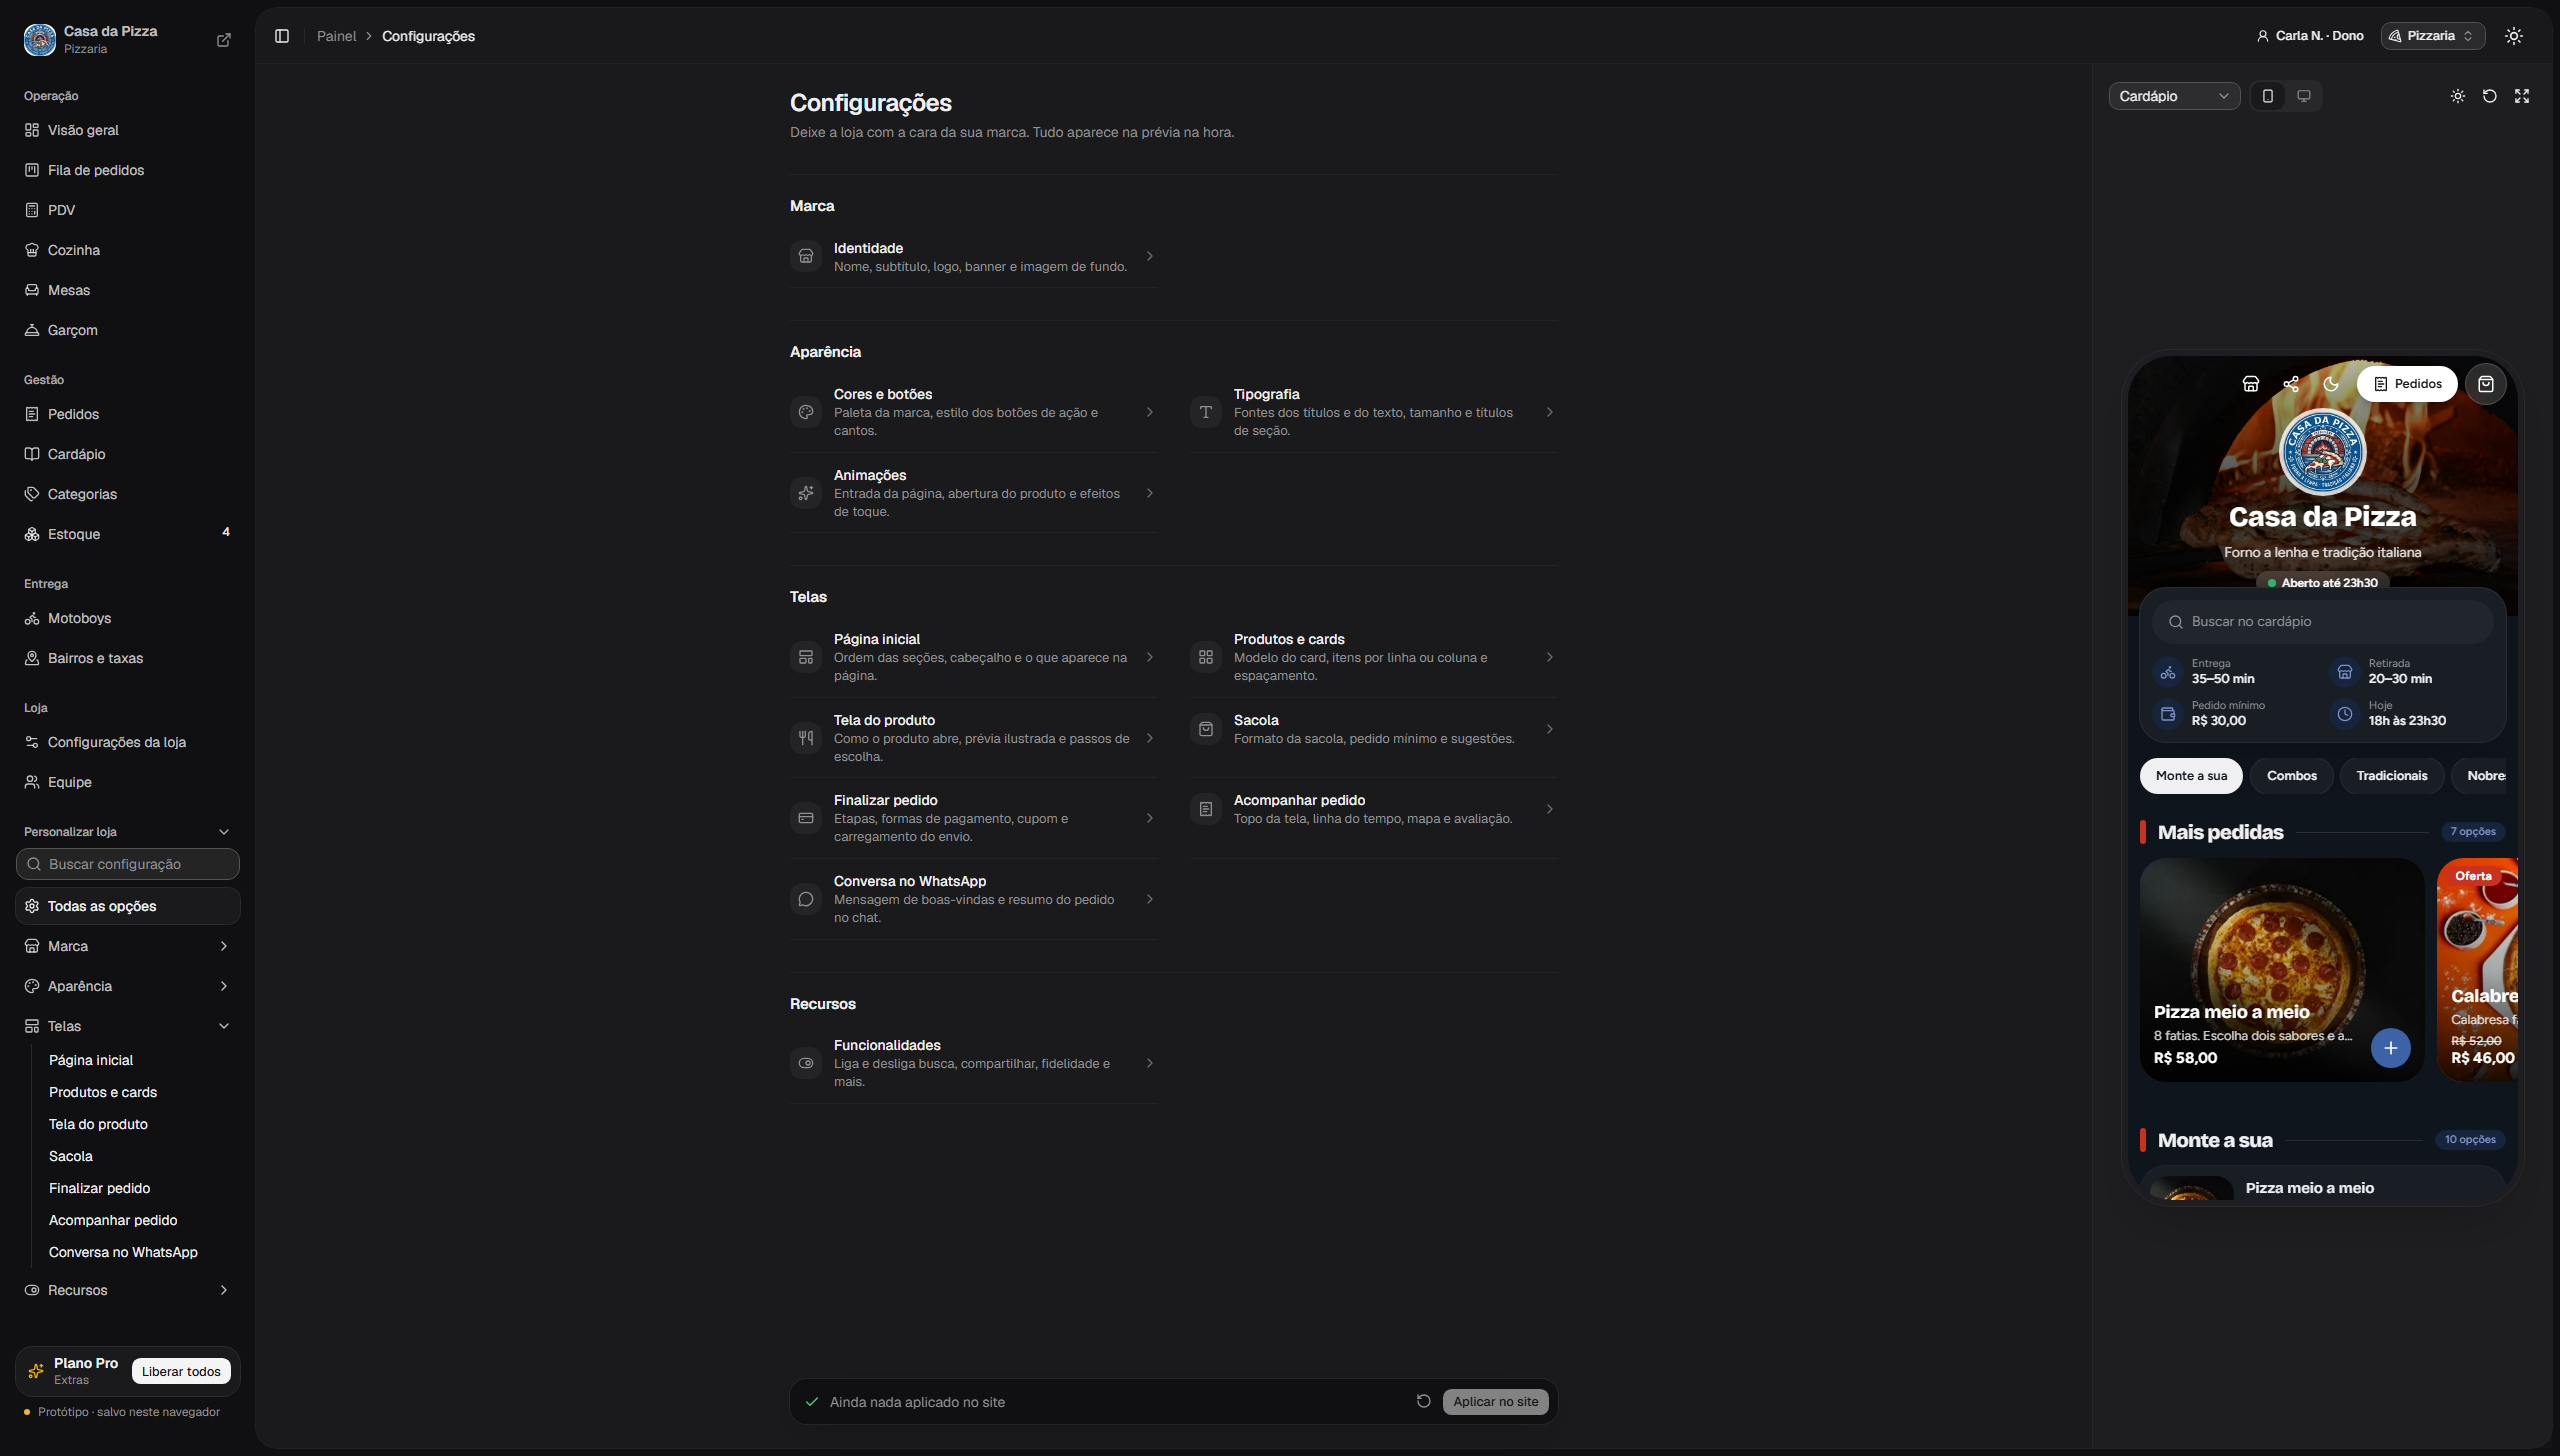 Casa da Pizza
Pizzaria
Operação
Visão geral
Fila de pedidos
PDV
Cozinha
Mesas
Garçom
Gestão
Pedidos
Cardápio
Categorias
Estoque
4
Entrega
Motoboys
Bairros e taxas
Loja
Configurações da loja
Equipe
Personalizar loja
Buscar configuração
Todas as opções
Marca
Aparência
Telas
Página inicial
Produtos e cards
Tela do produto
Sacola
Finalizar pedido
Acompanhar pedido
Conversa no WhatsApp
Recursos
Plano Pro
Extras
Liberar todos
Protótipo · salvo neste navegador
Painel
Configurações
Carla N. · Dono
Pizzaria
Configurações
Deixe a loja com a cara da sua marca. Tudo aparece na prévia na hora.
Marca
Identidade
Nome, subtítulo, logo, banner e imagem de fundo.
Aparência
Cores e botões
Paleta da marca, estilo dos botões de ação e
cantos.
Tipografia
Fontes dos títulos e do texto, tamanho e títulos
de seção.
Animações
Entrada da página, abertura do produto e efeitos
de toque.
Telas
Página inicial
Ordem das seções, cabeçalho e o que aparece na
página.
Produtos e cards
Modelo do card, itens por linha ou coluna e
espaçamento.
Tela do produto
Como o produto abre, prévia ilustrada e passos de
escolha.
Sacola
Formato da sacola, pedido mínimo e sugestões.
Finalizar pedido
Etapas, formas de pagamento, cupom e
carregamento do envio.
Acompanhar pedido
Topo da tela, linha do tempo, mapa e avaliação.
Conversa no WhatsApp
Mensagem de boas-vindas e resumo do pedido
no chat.
Recursos
Funcionalidades
Liga e desliga busca, compartilhar, fidelidade e
mais.
Ainda nada aplicado no site
Aplicar no site
Cardápio
Pedidos
CASA DA PIZZA
Casa da Pizza
Forno a lenha e tradição italiana
Aberto até 23h30
Buscar no cardápio
Entrega
35–50 min
Retirada
20–30 min
Pedido mínimo
R$ 30,00
Hoje
18h às 23h30
Monte a sua
Combos
Tradicionais
Nobre
Mais pedidas
7 opções
Pizza meio a meio
8 fatias. Escolha dois sabores e a...
R$ 58,00
Oferta
Calabre
Calabresa f
R$ 52,00
R$ 46,00
Monte a sua
10 opções
Pizza meio a meio